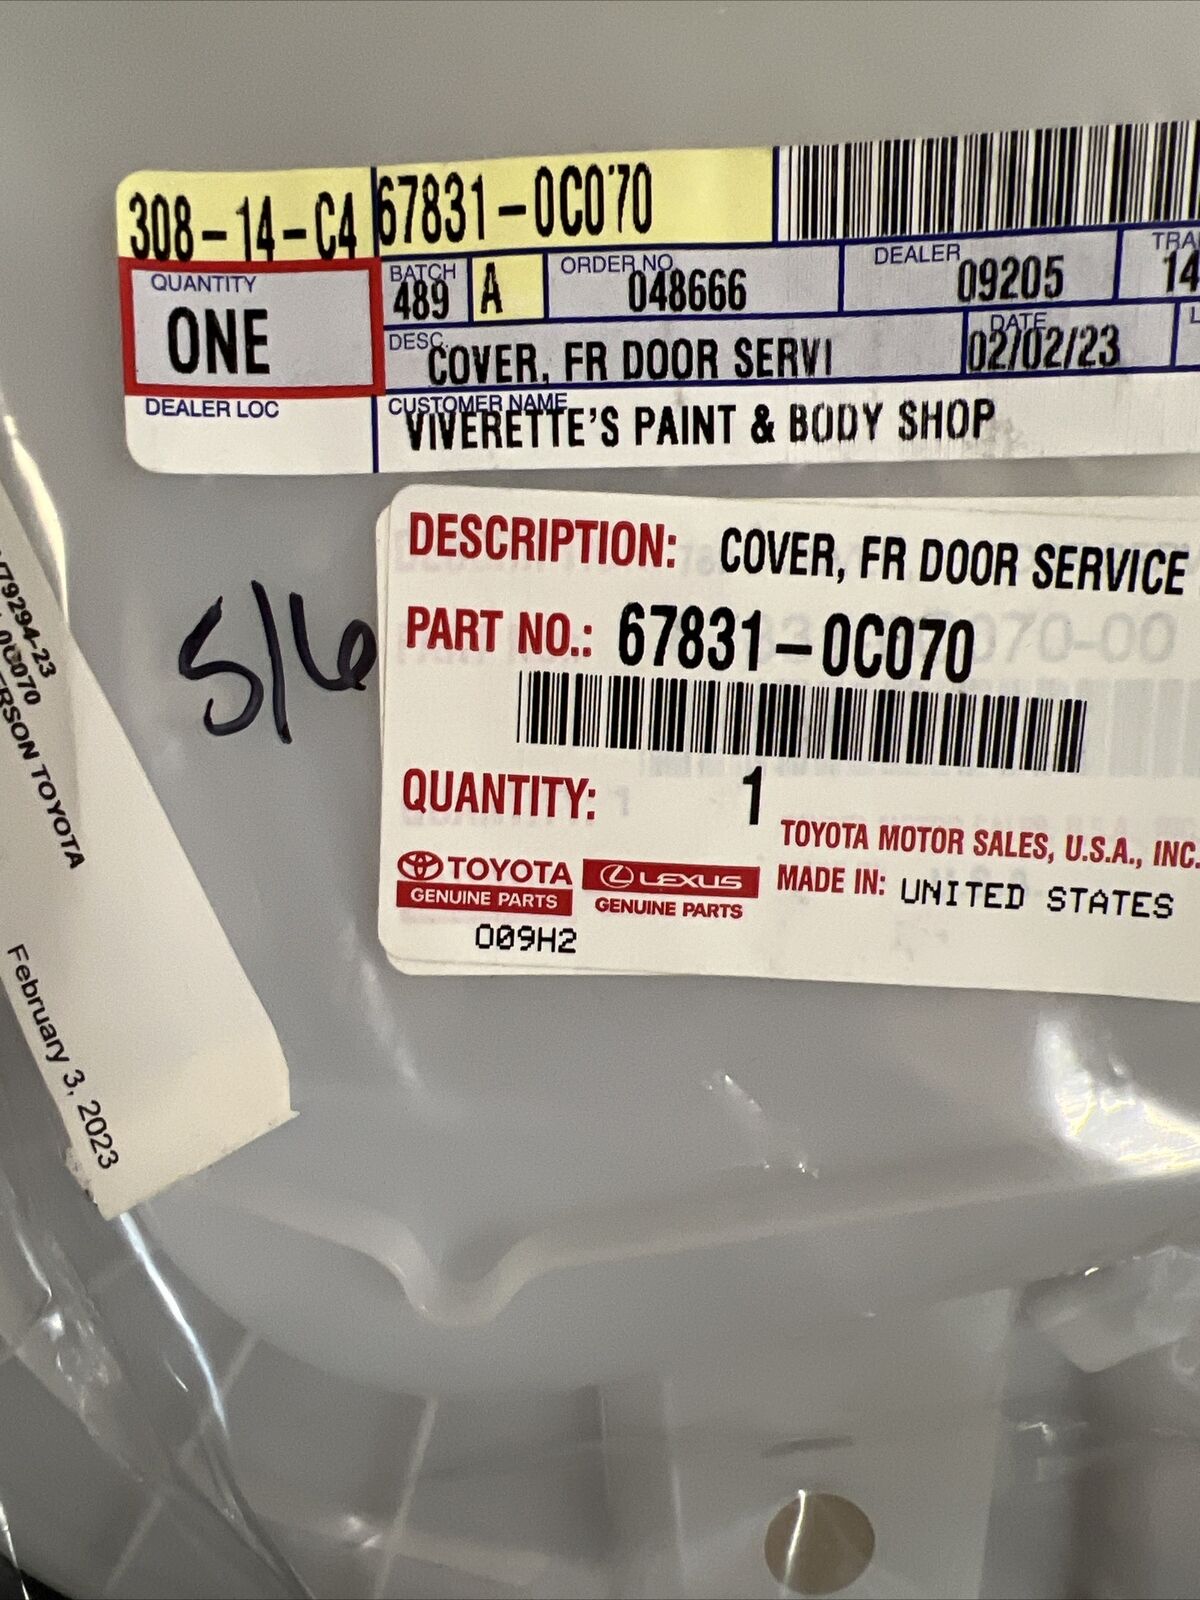 308-14-C4 67831-0C070
QUANTITY
ONE
BATCH
489 A
ORDER NO.
048666
DEALER
09205
TRA
14
DESC.
COVER, FR DOOR SERVI
DATE
02/02/23
L
DEALER LOC
CUSTOMER NAME
VIVERETTE'S PAINT & BODY SHOP
DESCRIPTION: COVER, FR DOOR SERVICE
PART NO.: 67831-0C070
QUANTITY: 1
TOYOTA MOTOR SALES, U.S.A., INC.
MADE IN: UNITED STATES
TOYOTA
GENUINE PARTS
LEXUS
GENUINE PARTS
O09H2
5/6
79294-23
0C070
RSON TOYOTA
February 3, 2023